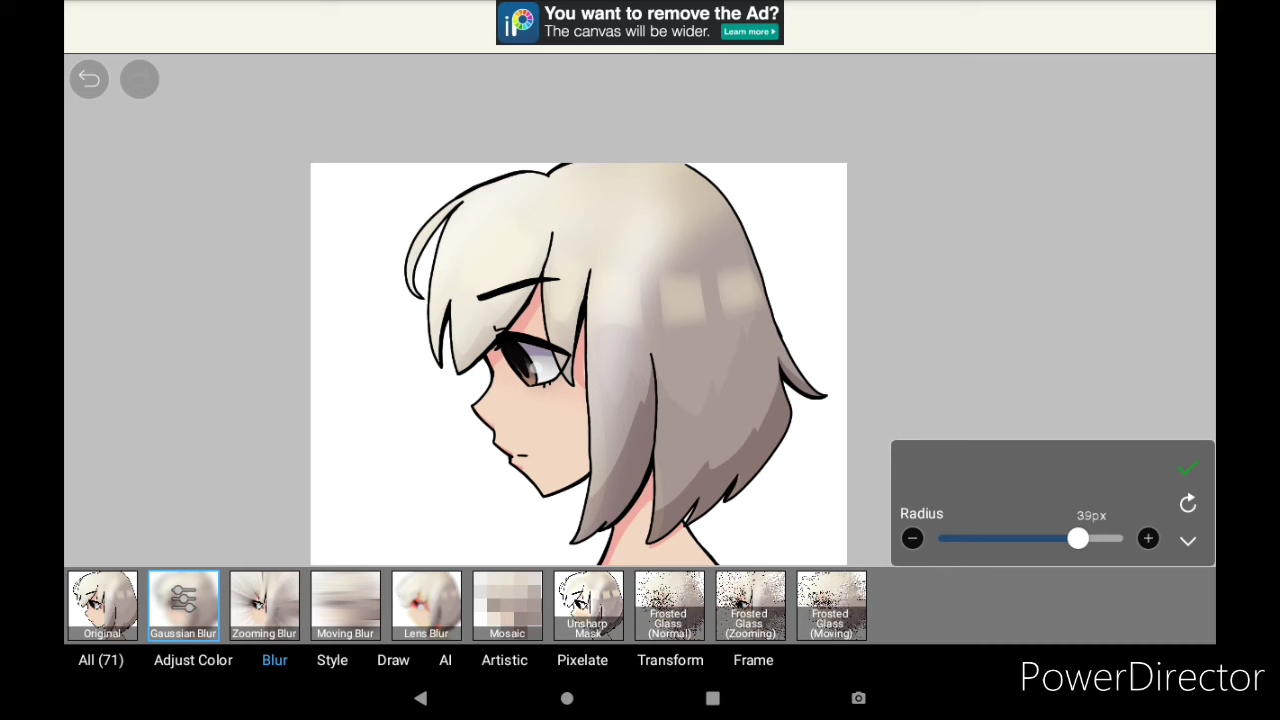 You want to remove the Ad?
The canvas will be wider.
Learn more
iP
Radius
39px
Original
Gaussian Blur
Zooming Blur
Moving Blur
Lens Blur
Mosaic
Unsharp
Mask
Frosted
Glass
(Normal)
Frosted
Glass
(Zooming)
Frosted
Glass
(Moving)
All (71)
Adjust Color
Blur
Style
Draw
AI
Artistic
Pixelate
Transform
Frame
PowerDirector